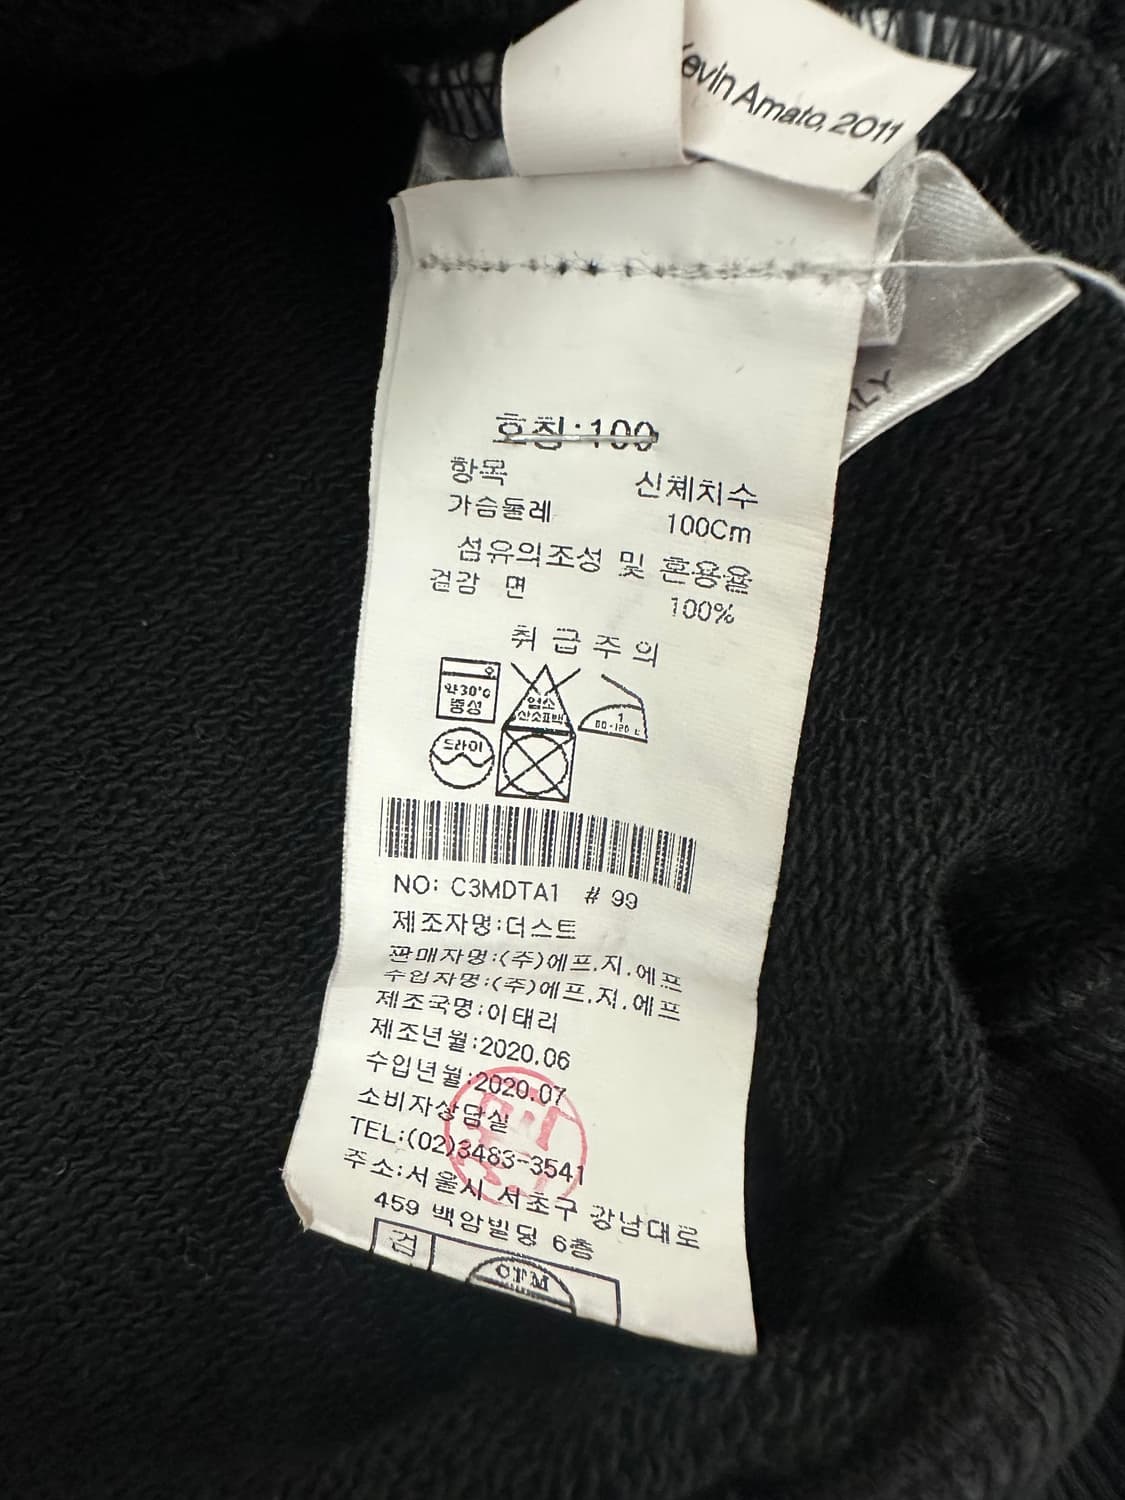 Kevin Amato, 2011
ALY
호칭:100
항목 신체치수
가슴둘레 100Cm
섬유의조성 및 혼용율
겉감 면 100%
취급주의
약30°C
중성
염소
산소표백
1
80-120 C
드라이
NO: C3MDTA1 # 99
제조자명:더스트
판매자명:(주)에프.지.에프
수입자명:(주)에프.지.에프
제조국명:이태리
제조년월:2020.06
수입년월:2020.07
소비자상담실
TEL:(02)3483-3541
주소:서울시 서초구 강남대로
459 백암빌딩 6층
검